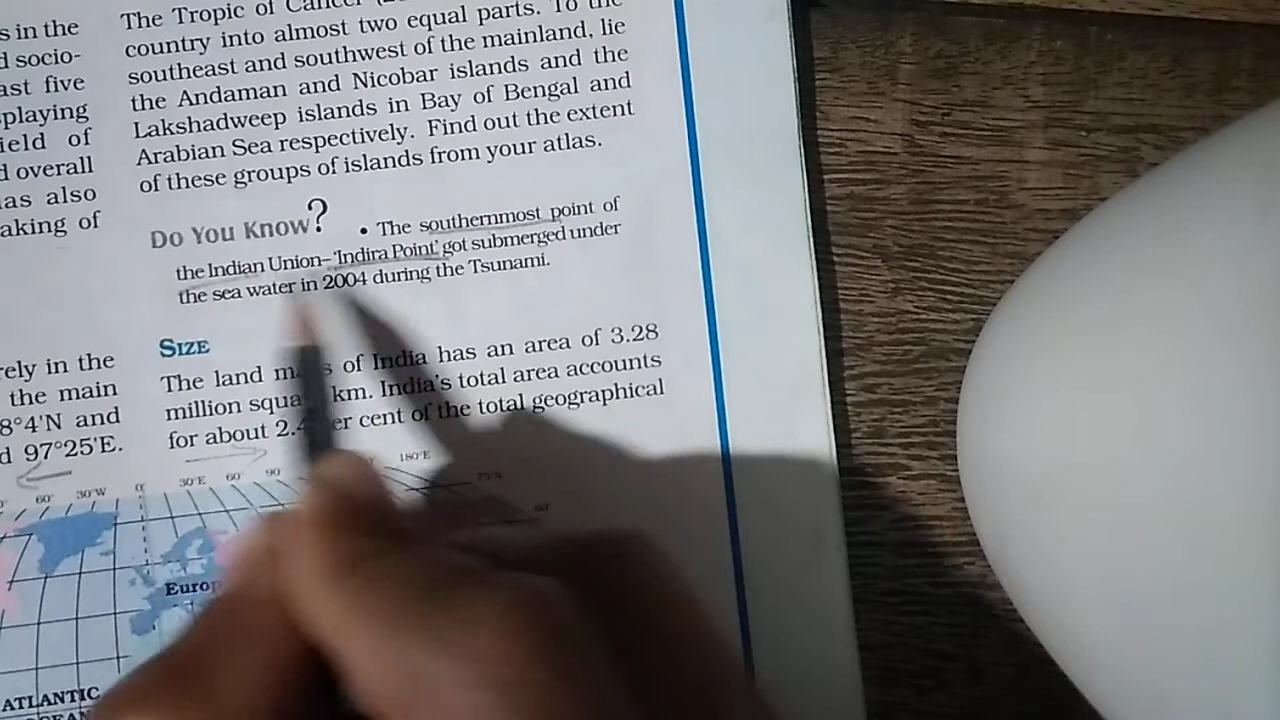 s in the
d socio-
ast five
playing
ield of
d overall
as also
aking of
rely in the
the main
8°4'N and
d 97°25'E.
The Tropic of Cancer
country into almost two equal parts. To the
southeast and southwest of the mainland, lie
the Andaman and Nicobar islands and the
Lakshadweep islands in Bay of Bengal and
Arabian Sea respectively. Find out the extent
of these groups of islands from your atlas.
Do You Know?
• The southernmost point of
the Indian Union– 'Indira Point' got submerged under
the sea water in 2004 during the Tsunami.
SIZE
The land m s of India has an area of 3.28
million squa km. India's total area accounts
for about 2.4 er cent of the total geographical
60° 30°W 0° 30°E 60° 90 180°E
75°N
60°
Europ
ATLANTIC